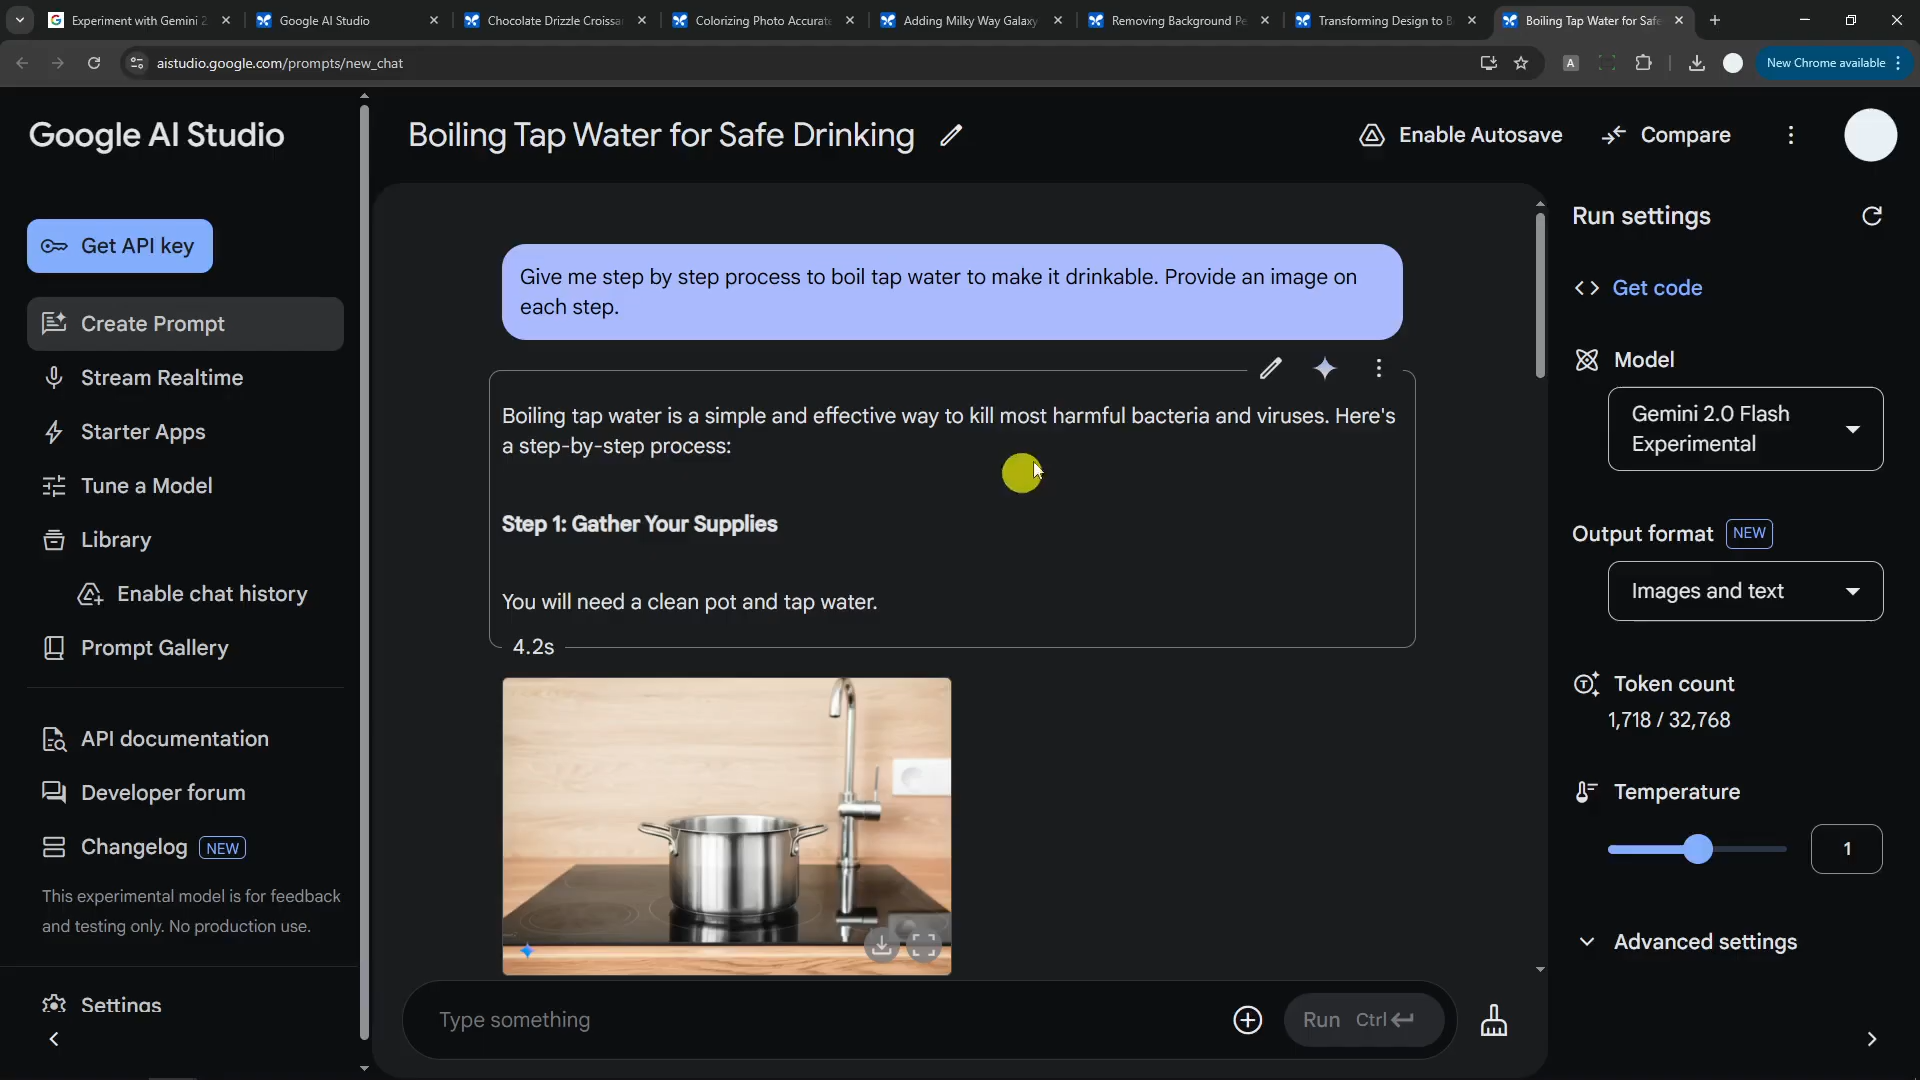 Experiment with Gemini 2
Google AI Studio
Chocolate Drizzle Croissa
Colorizing Photo Accurate
Adding Milky Way Galaxy
Removing Background Pe
Transforming Design to B
Boiling Tap Water for Safe
aistudio.google.com/prompts/new_chat
A
New Chrome available
Google AI Studio
Get API key
Create Prompt
Stream Realtime
Starter Apps
Tune a Model
Library
Enable chat history
Prompt Gallery
API documentation
Developer forum
Changelog NEW
This experimental model is for feedback
and testing only. No production use.
Settings
Boiling Tap Water for Safe Drinking
Enable Autosave
Compare
Give me step by step process to boil tap water to make it drinkable. Provide an image on
each step.
Boiling tap water is a simple and effective way to kill most harmful bacteria and viruses. Here's
a step-by-step process:
Step 1: Gather Your Supplies
You will need a clean pot and tap water.
4.2s
Type something
Run Ctrl
Run settings
Get code
Model
Gemini 2.0 Flash
Experimental
Output format NEW
Images and text
Token count
1,718 / 32,768
Temperature
1
Advanced settings